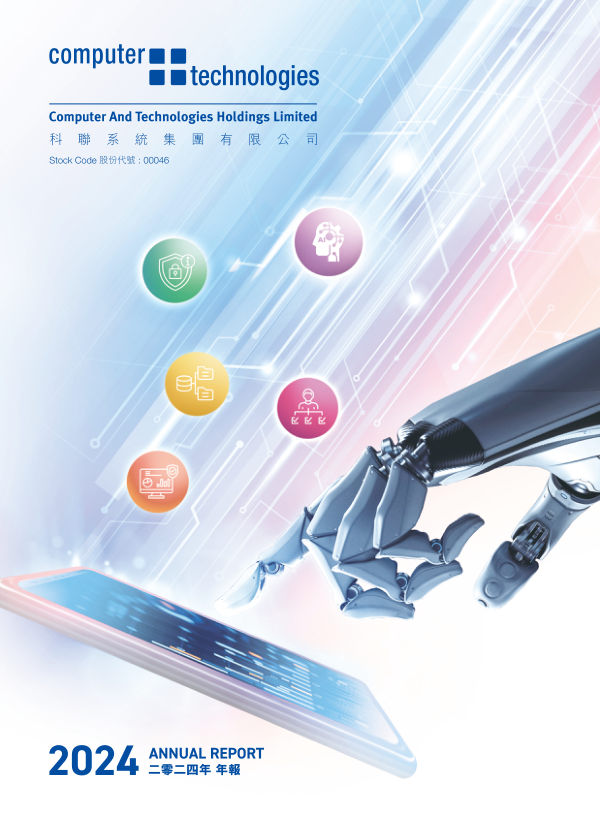 computer
technologies
Computer And Technologies Holdings Limited
科聯系統集團有限公司
Stock Code 股份代號 : 00046
AI
2024
ANNUAL REPORT
二零二四年 年報